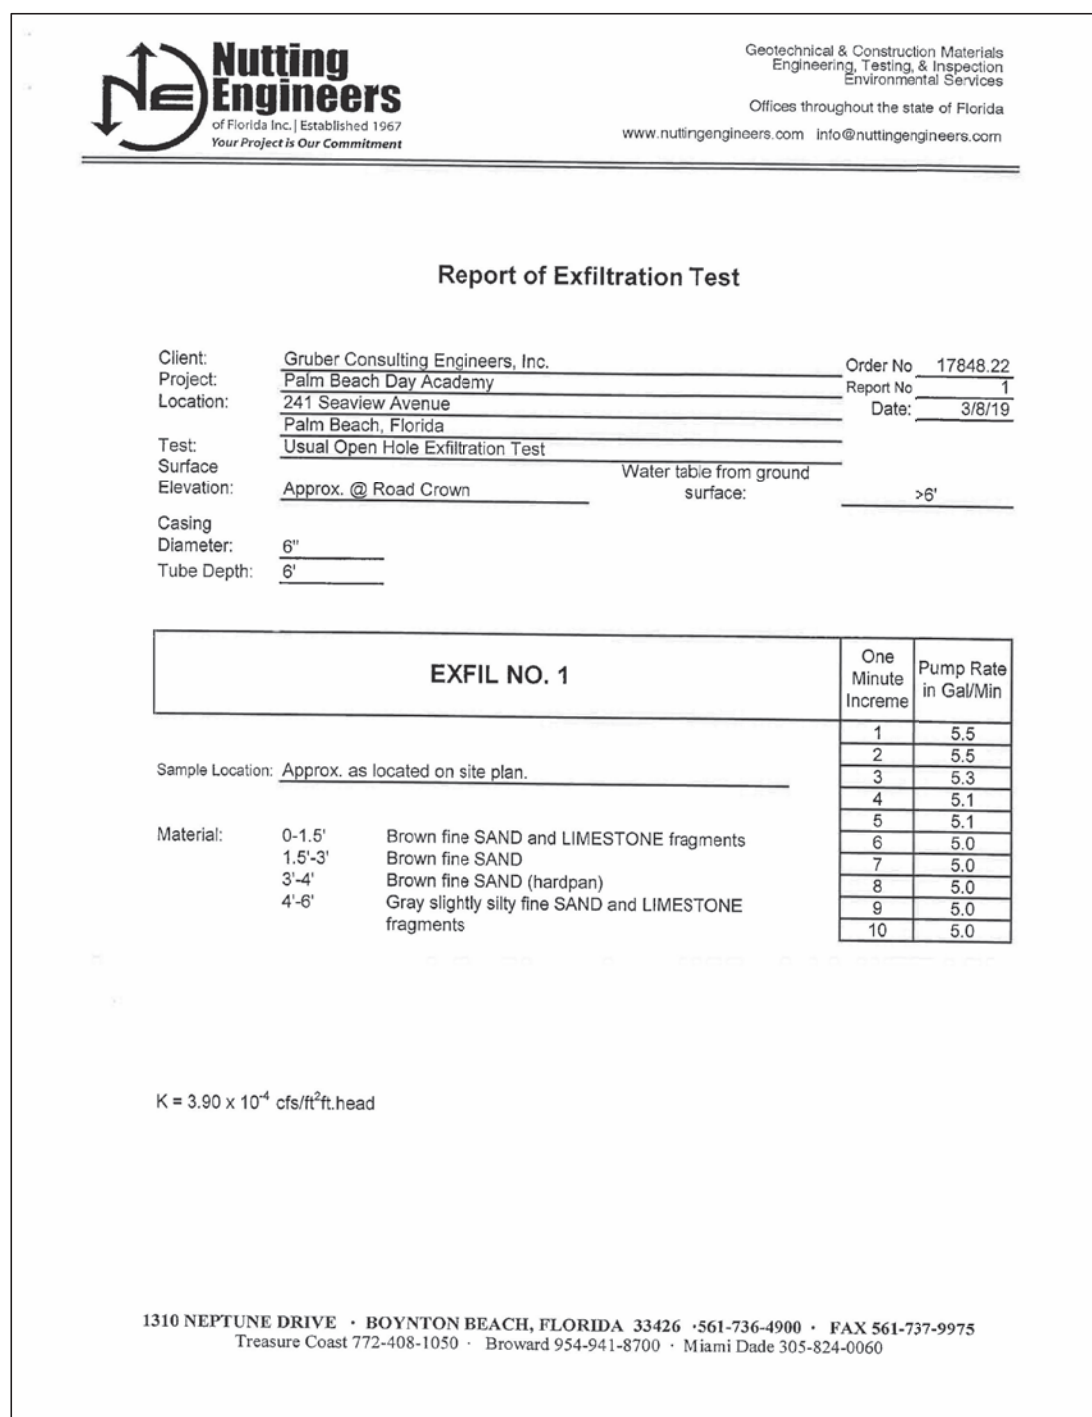 NE
Nutting
Engineers
of Florida Inc. | Established 1967
Your Project is Our Commitment
Geotechnical & Construction Materials
Engineering, Testing, & Inspection
Environmental Services
Offices throughout the state of Florida
www.nuttingengineers.com info@nuttingengineers.com
Report of Exfiltration Test
Client: Gruber Consulting Engineers, Inc. Order No 17848.22
Project: Palm Beach Day Academy Report No 1
Location: 241 Seaview Avenue Date: 3/8/19
Palm Beach, Florida
Test: Usual Open Hole Exfiltration Test
Surface
Elevation: Approx. @ Road Crown
Water table from ground
surface: >6'
Casing
Diameter: 6"
Tube Depth: 6'
EXFIL NO. 1
One
Minute
Increme
Pump Rate
in Gal/Min
1 5.5
2 5.5
3 5.3
4 5.1
5 5.1
6 5.0
7 5.0
8 5.0
9 5.0
10 5.0
Sample Location: Approx. as located on site plan.
Material: 0-1.5' Brown fine SAND and LIMESTONE fragments
1.5'-3' Brown fine SAND
3'-4' Brown fine SAND (hardpan)
4'-6' Gray slightly silty fine SAND and LIMESTONE
fragments
K = 3.90 x 10⁻⁴ cfs/ft²ft.head
1310 NEPTUNE DRIVE · BOYNTON BEACH, FLORIDA 33426 ·561-736-4900 · FAX 561-737-9975
Treasure Coast 772-408-1050 · Broward 954-941-8700 · Miami Dade 305-824-0060